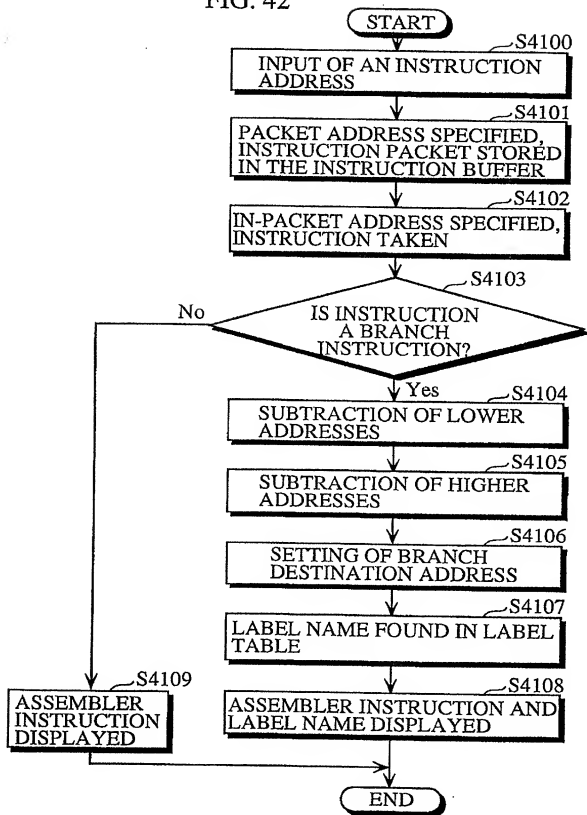 FIG. 42
START
S4100
INPUT OF AN INSTRUCTION
ADDRESS
S4101
PACKET ADDRESS SPECIFIED,
INSTRUCTION PACKET STORED
IN THE INSTRUCTION BUFFER
S4102
IN-PACKET ADDRESS SPECIFIED,
INSTRUCTION TAKEN
S4103
No
IS INSTRUCTION
A BRANCH
INSTRUCTION?
Yes
S4104
SUBTRACTION OF LOWER
ADDRESSES
S4105
SUBTRACTION OF HIGHER
ADDRESSES
S4106
SETTING OF BRANCH
DESTINATION ADDRESS
S4107
LABEL NAME FOUND IN LABEL
TABLE
S4109
ASSEMBLER
INSTRUCTION
DISPLAYED
S4108
ASSEMBLER INSTRUCTION AND
LABEL NAME DISPLAYED
END